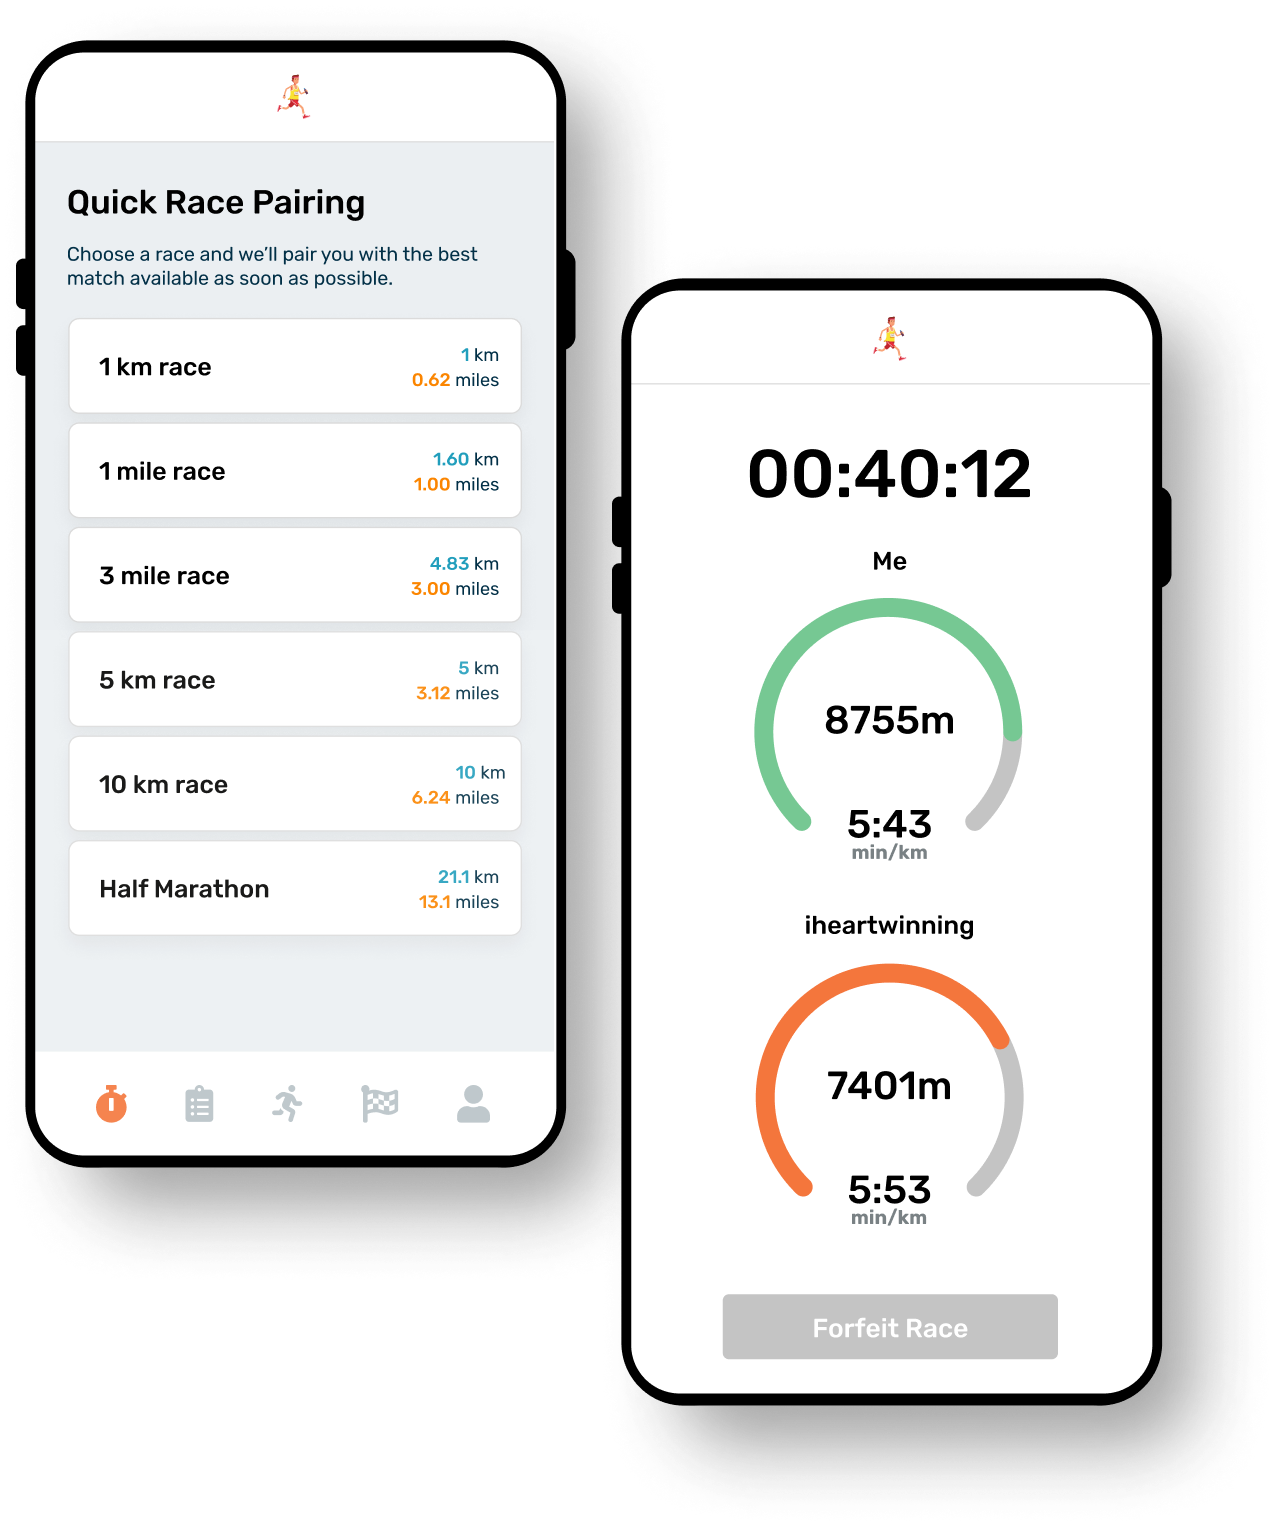 Quick Race Pairing
Choose a race and we'll pair you with the best
match available as soon as possible.
1 km race
1 km
0.62 miles
1 mile race
1.60 km
1.00 miles
3 mile race
4.83 km
3.00 miles
5 km race
5 km
3.12 miles
10 km race
10 km
6.24 miles
Half Marathon
21.1 km
13.1 miles
00:40:12
Me
8755m
5:43
min/km
iheartwinning
7401m
5:53
min/km
Forfeit Race